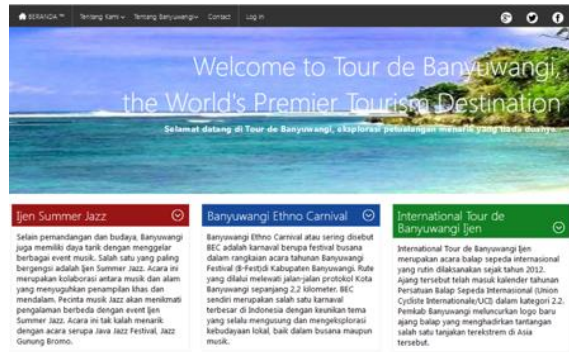 BERANDA
Tentang Kami
Tentang Banyuwangi
Contact
Log in
Welcome to Tour de Banyuwangi,
the World's Premier Tourism Destination
Selamat datang di Tour de Banyuwangi, eksplorasi petualangan menarik yang tiada duanya.
Ijen Summer Jazz
Selain pemandangan dan budaya, Banyuwangi
juga memiliki daya tarik dengan menggelar
berbagai event musik. Salah satu yang paling
bergengsi adalah Ijen Summer Jazz. Acara ini
merupakan kolaborasi antara musik dan alam
yang menyuguhkan penampilan khas dan
mendalam. Pecinta musik Jazz akan menikmati
pengalaman berbeda dengan event Ijen
Summer Jazz. Acara ini tak kalah menarik
dengan acara serupa Java Jazz Festival, Jazz
Gunung Bromo.
Banyuwangi Ethno Carnival
Banyuwangi Ethno Carnival atau sering disebut
BEC adalah karnaval berupa festival busana
dalam rangkaian acara tahunan Banyuwangi
Festival (B-Fest)di Kabupaten Banyuwangi. Rute
yang dilalui melewati jalan-jalan protokol Kota
Banyuwangi sepanjang 2,2 kilometer. BEC
sendiri merupakan salah satu karnaval
terbesar di Indonesia dengan keunikan tema
yang selalu mengusung dan mengeksplorasi
kebudayaan lokal, baik dalam busana maupun
musik.
International Tour de
Banyuwangi Ijen
International Tour de Banyuwangi Ijen
merupakan acara balap sepeda internasional
yang rutin dilaksanakan sejak tahun 2012.
Ajang tersebut telah masuk kalender tahunan
Persatuan Balap Sepeda Internasional (Union
Cycliste Internationale/UCI) dalam kategori 2.2.
Pemkab Banyuwangi meluncurkan logo baru
ajang balap yang menghadirkan tantangan
salah satu tanjakan terekstrem di Asia
tersebut.